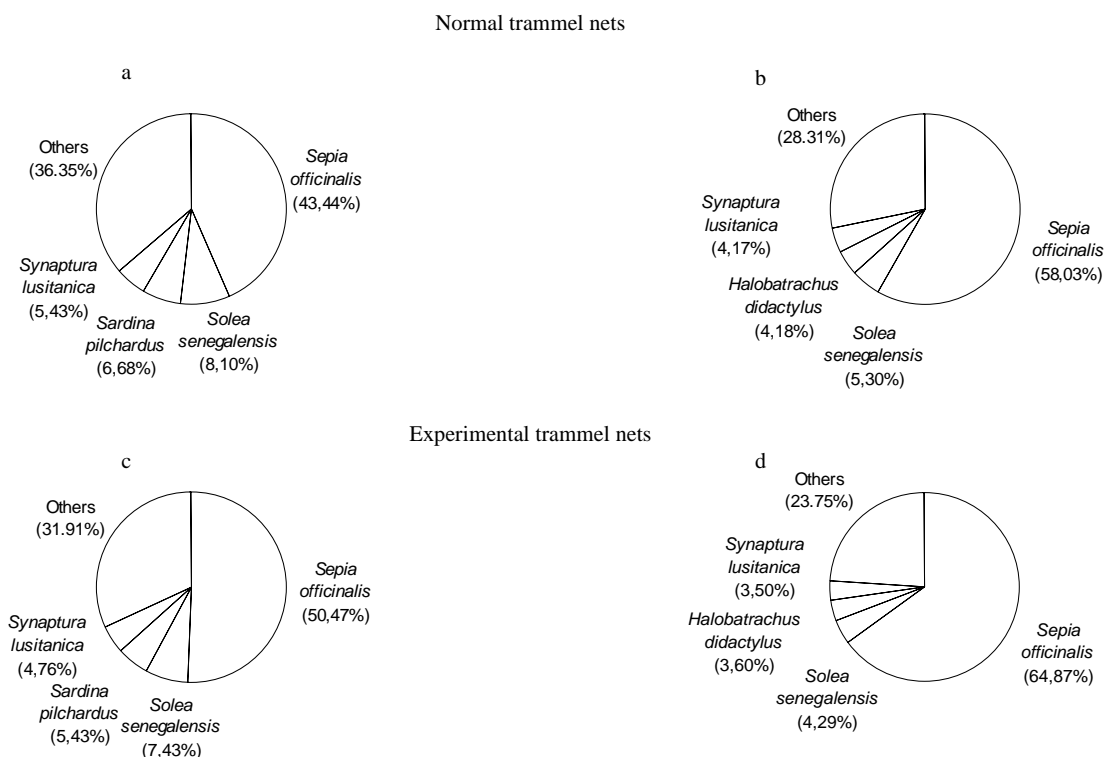 Normal trammel nets
a
Others
(36.35%)
Sepia
officinalis
(43,44%)
Synaptura
lusitanica
(5,43%)
Sardina
pilchardus
(6,68%)
Solea
senegalensis
(8,10%)
b
Others
(28.31%)
Synaptura
lusitanica
(4,17%)
Sepia
officinalis
(58,03%)
Halobatrachus
didactylus
(4,18%)
Solea
senegalensis
(5,30%)
Experimental trammel nets
c
Others
(31.91%)
Sepia
officinalis
(50,47%)
Synaptura
lusitanica
(4,76%)
Sardina
pilchardus
(5,43%)
Solea
senegalensis
(7,43%)
d
Others
(23.75%)
Synaptura
lusitanica
(3,50%)
Halobatrachus
didactylus
(3,60%)
Sepia
officinalis
(64,87%)
Solea
senegalensis
(4,29%)